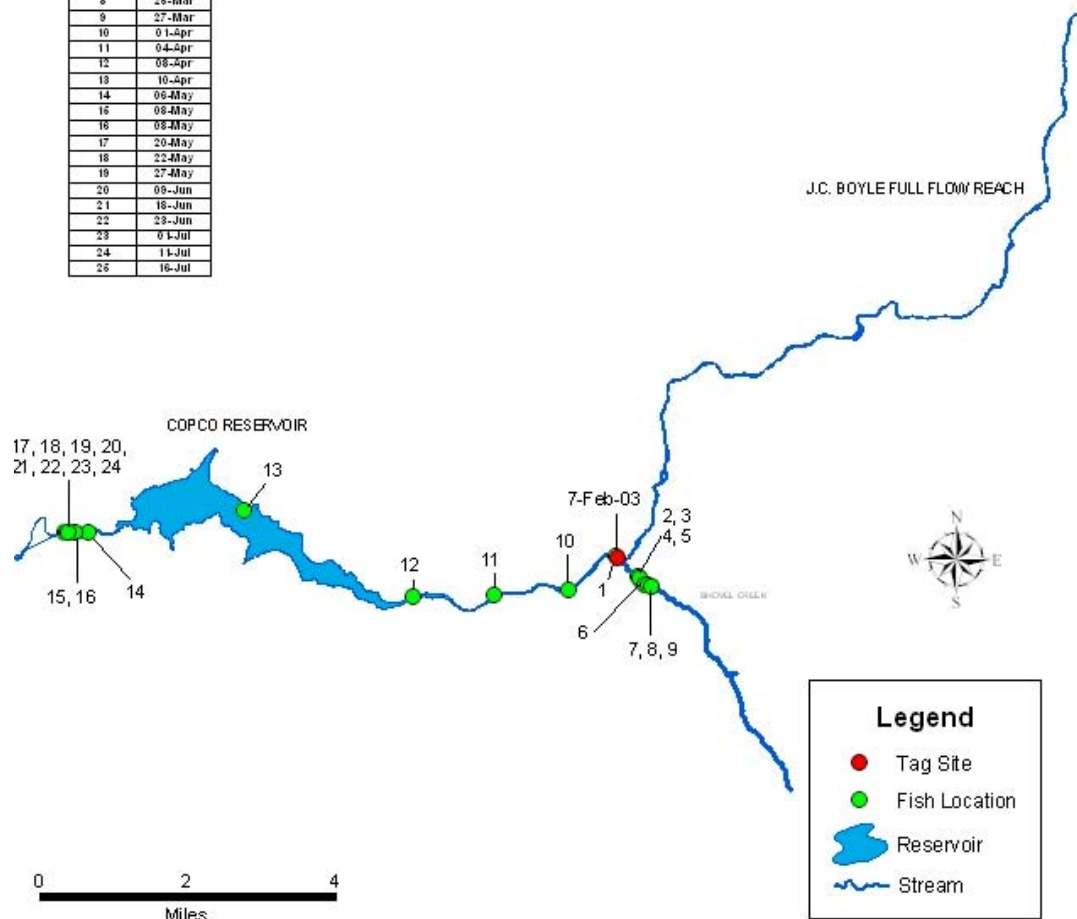 8 26-Mar
9 27-Mar
10 01-Apr
11 04-Apr
12 08-Apr
13 10-Apr
14 06-May
15 08-May
16 08-May
17 20-May
18 22-May
19 27-May
20 09-Jun
21 18-Jun
22 23-Jun
23 01-Jul
24 11-Jul
25 16-Jul
J.C. BOYLE FULL FLOW REACH
COPCO RESERVOIR
17, 18, 19, 20,
21, 22, 23, 24
13
7-Feb-03
2, 3
4, 5
12
11
10
15, 16
14
1
6
7, 8, 9
SHOVEL CREEK
N
W E
S
Legend
Tag Site
Fish Location
Reservoir
Stream
0 2 4
Miles